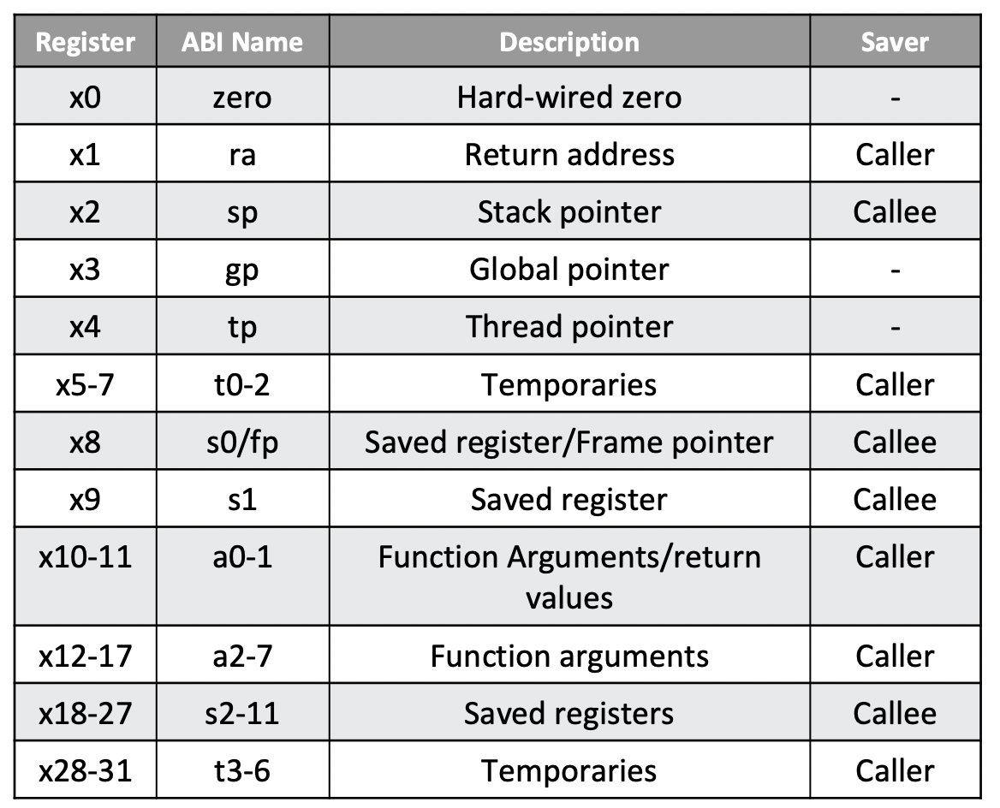 Register ABI Name Description Saver
x0 zero Hard-wired zero -
x1 ra Return address Caller
x2 sp Stack pointer Callee
x3 gp Global pointer -
x4 tp Thread pointer -
x5-7 t0-2 Temporaries Caller
x8 s0/fp Saved register/Frame pointer Callee
x9 s1 Saved register Callee
x10-11 a0-1 Function Arguments/return Caller
values
x12-17 a2-7 Function arguments Caller
x18-27 s2-11 Saved registers Callee
x28-31 t3-6 Temporaries Caller